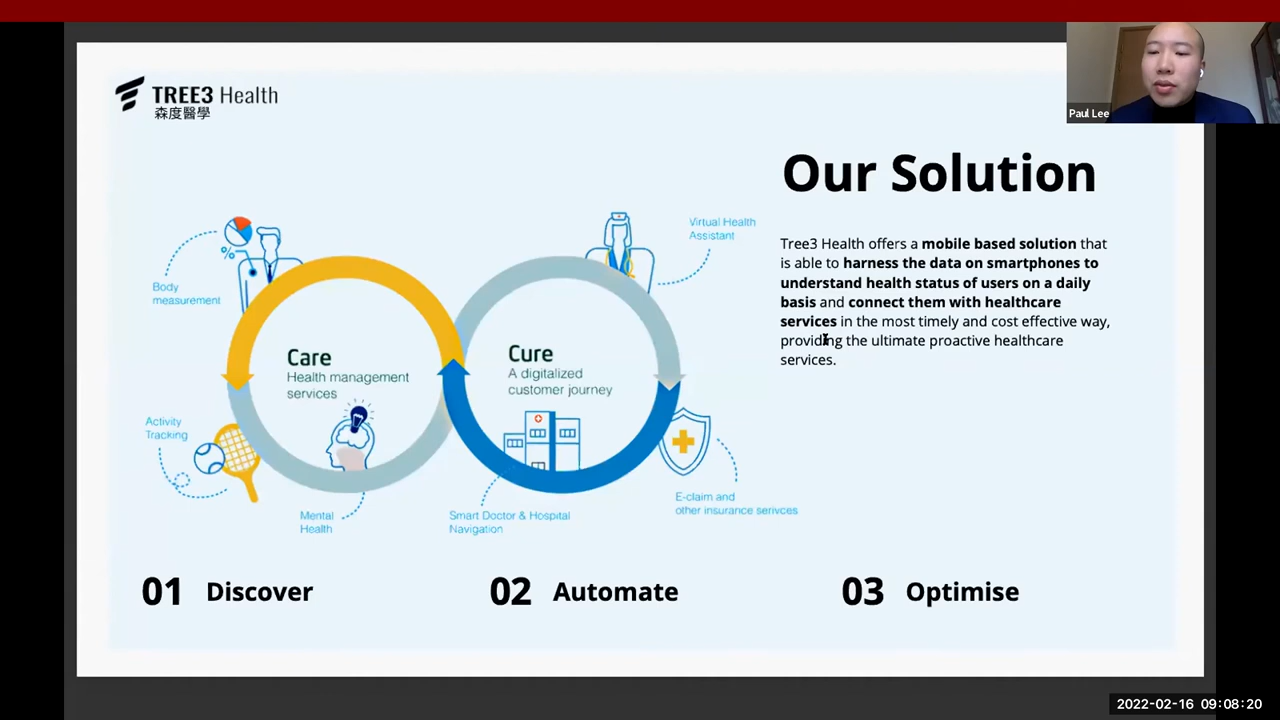 TREE3 Health
森度醫學
Paul Lee
Our Solution
Tree3 Health offers a mobile based solution that
is able to harness the data on smartphones to
understand health status of users on a daily
basis and connect them with healthcare
services in the most timely and cost effective way,
providing the ultimate proactive healthcare
services.
Virtual Health
Assistant
Body
measurement
Care
Health management
services
Cure
A digitalized
customer journey
Activity
Tracking
Mental
Health
Smart Doctor & Hospital
Navigation
E-claim and
other insurance serivces
01 Discover
02 Automate
03 Optimise
2022-02-16 09:08:20